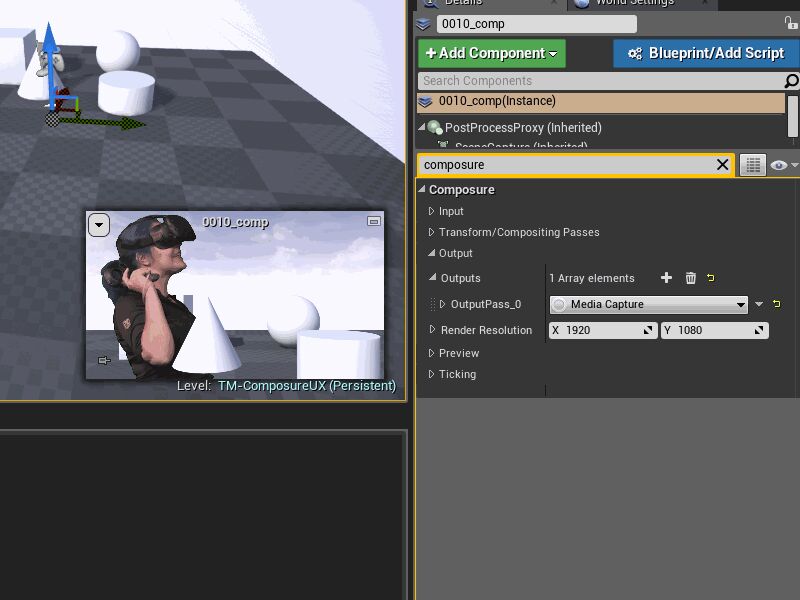 Details
World Settings
0010_comp
Add Component
Blueprint/Add Script
Search Components
0010_comp(Instance)
PostProcessProxy (Inherited)
SceneCapture (Inherited)
composure
Composure
Input
Transform/Compositing Passes
Output
Outputs
1 Array elements
OutputPass_0
Media Capture
Render Resolution
X 1920
Y 1080
Preview
Ticking
0010_comp
Level: TM-ComposureUX (Persistent)